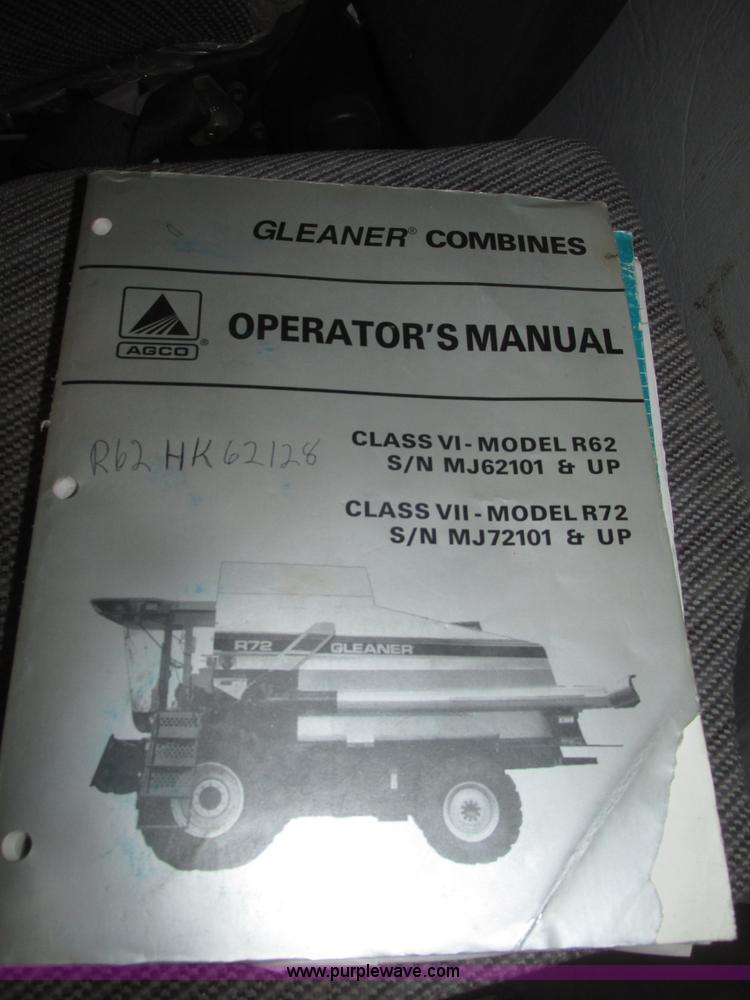 GLEANER® COMBINES
AGCO®
OPERATOR'S MANUAL
R62 HK62128
CLASS VI - MODEL R62
S/N MJ62101 & UP
CLASS VII - MODEL R72
S/N MJ72101 & UP
R72 GLEANER
www.purplewave.com